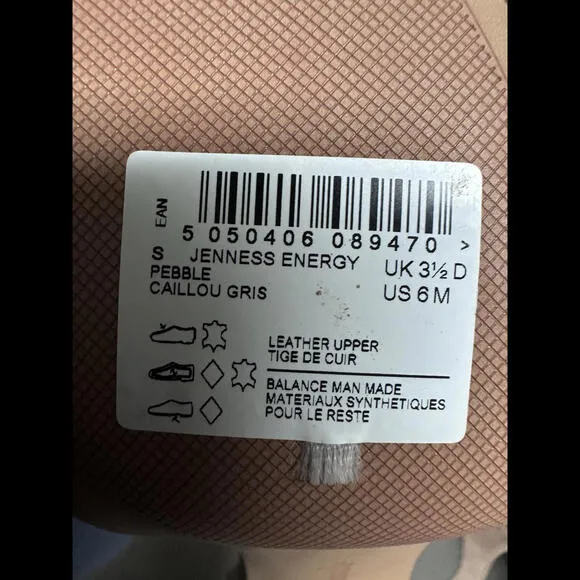 EAN
5 050406 089470 >
S JENNESS ENERGY UK 3½ D
PEBBLE US 6 M
CAILLOU GRIS
LEATHER UPPER
TIGE DE CUIR
BALANCE MAN MADE
MATERIAUX SYNTHETIQUES
POUR LE RESTE